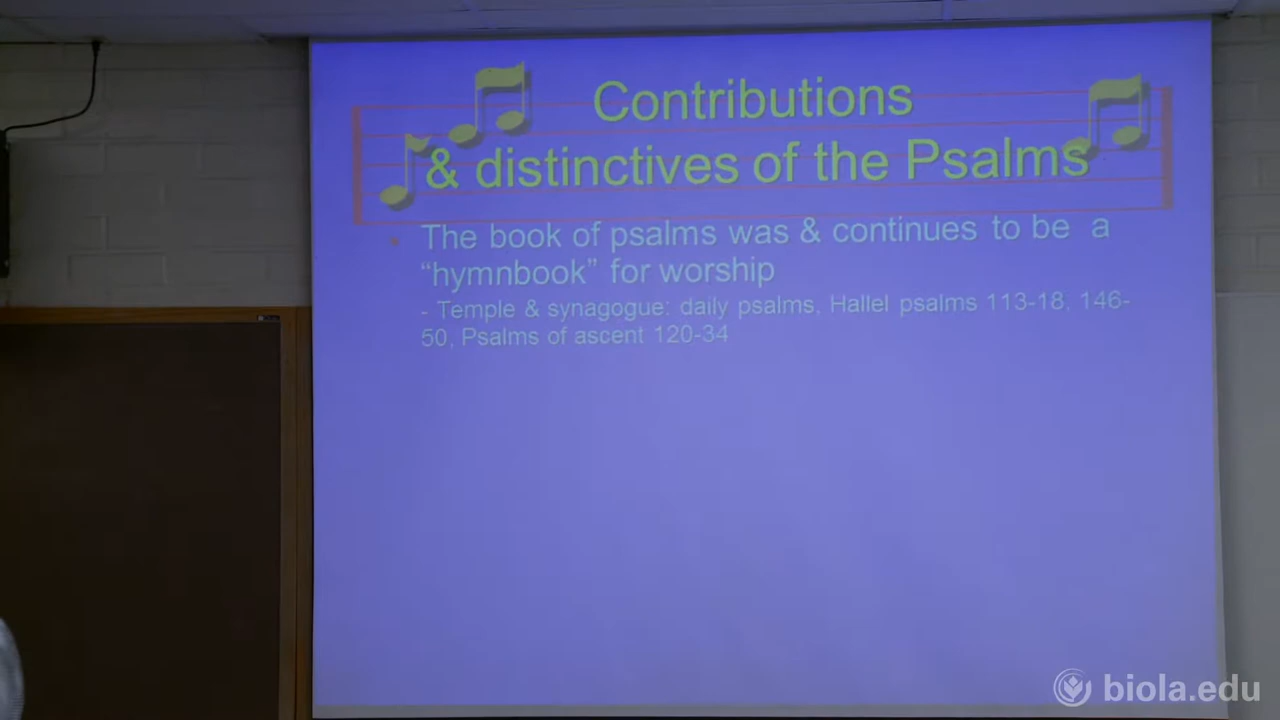 Contributions
& distinctives of the Psalms
The book of psalms was & continues to be a
“hymnbook” for worship
- Temple & synagogue: daily psalms, Hallel psalms 113-18, 146-
50, Psalms of ascent 120-34
biola.edu